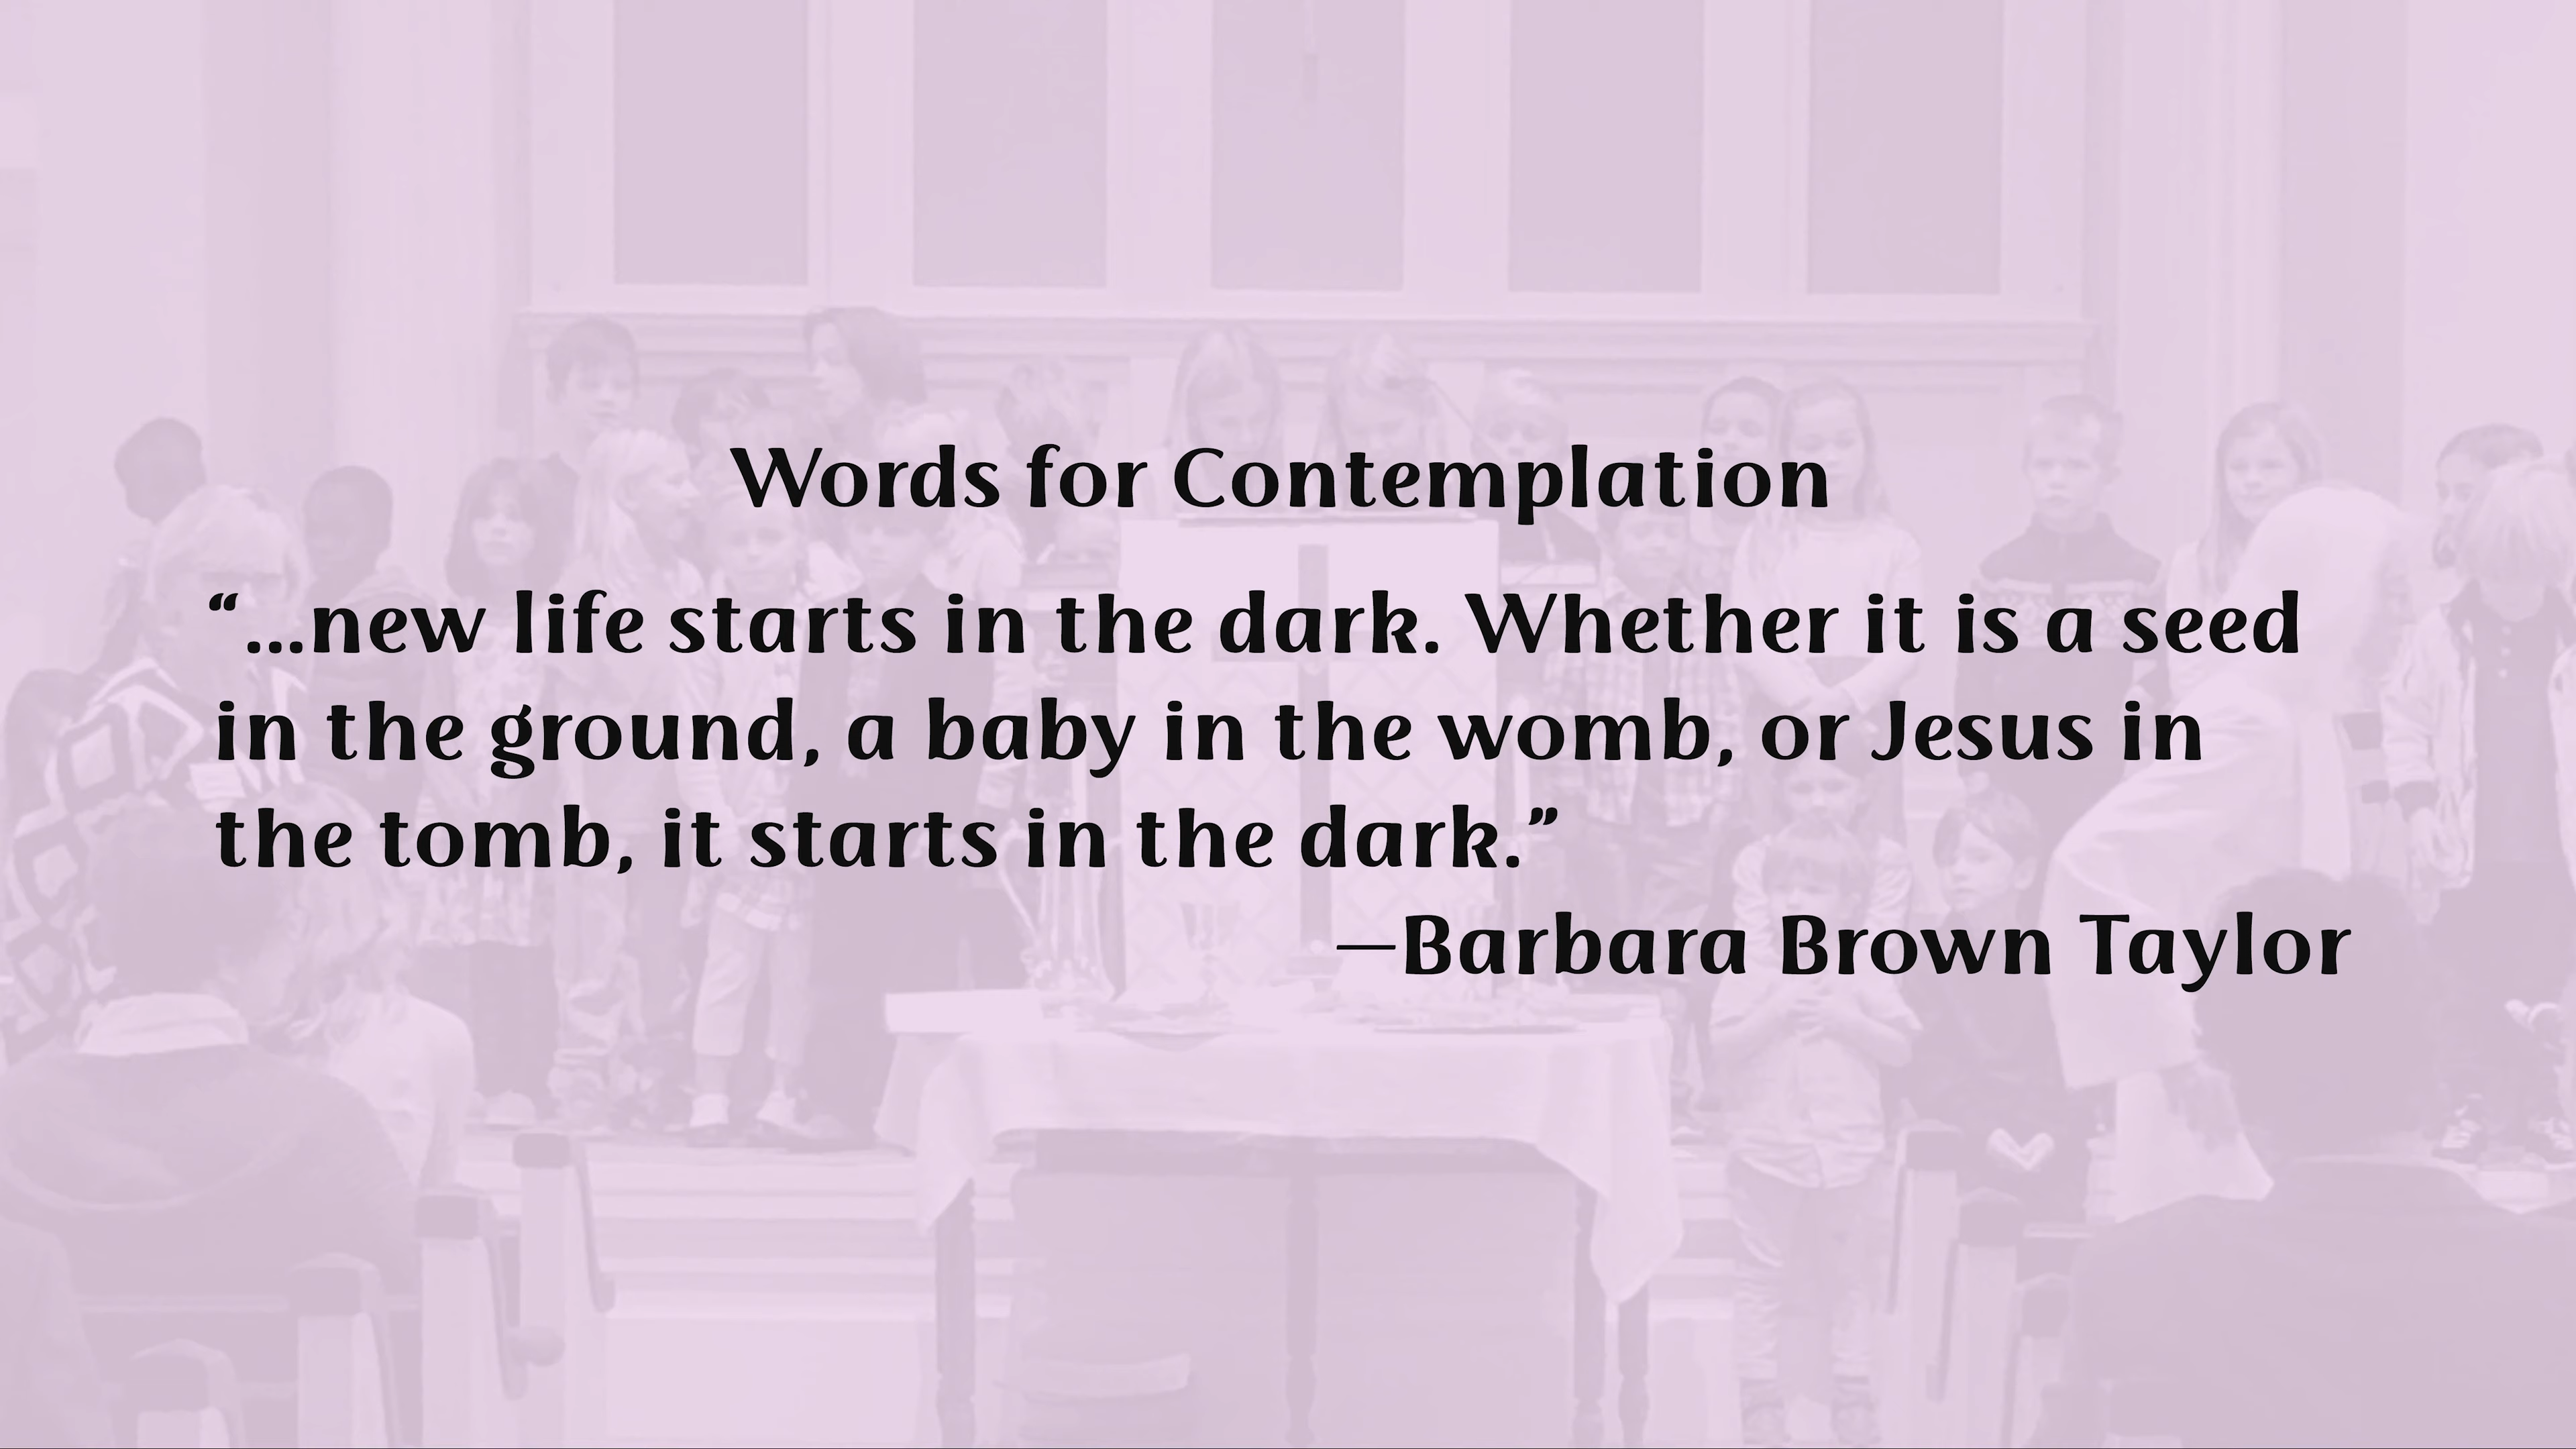 Words for Contemplation
“...new life starts in the dark. Whether it is a seed
in the ground, a baby in the womb, or Jesus in
the tomb, it starts in the dark.”
—Barbara Brown Taylor